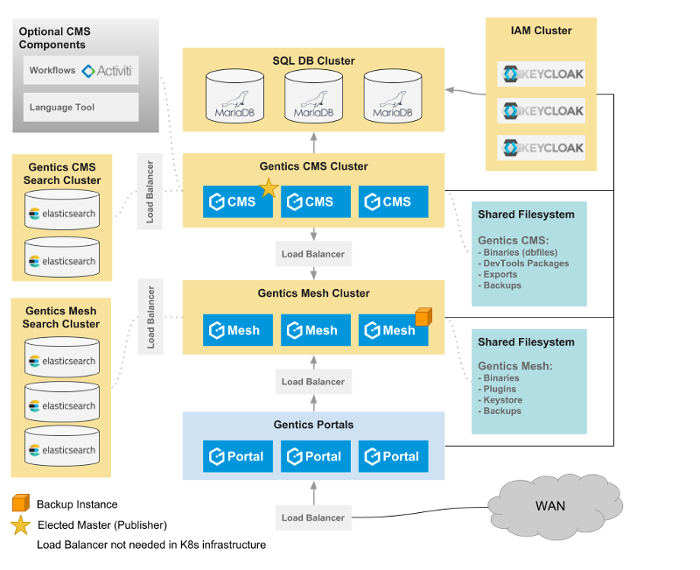 Optional CMS
Components
Workflows
Activiti
Language Tool
SQL DB Cluster
MariaDB
MariaDB
MariaDB
IAM Cluster
KEYCLOAK
KEYCLOAK
KEYCLOAK
Gentics CMS
Search Cluster
elasticsearch
elasticsearch
Load Balancer
Gentics CMS Cluster
CMS
CMS
CMS
Load Balancer
Shared Filesystem
Gentics CMS:
- Binaries (dbfiles)
- DevTools Packages
- Exports
- Backups
Gentics Mesh
Search Cluster
elasticsearch
elasticsearch
elasticsearch
Load Balancer
Gentics Mesh Cluster
Mesh
Mesh
Mesh
Shared Filesystem
Gentics Mesh:
- Binaries
- Plugins
- Keystore
- Backups
Load Balancer
Gentics Portals
Portal
Portal
Portal
Load Balancer
WAN
Backup Instance
Elected Master (Publisher)
Load Balancer not needed in K8s infrastructure